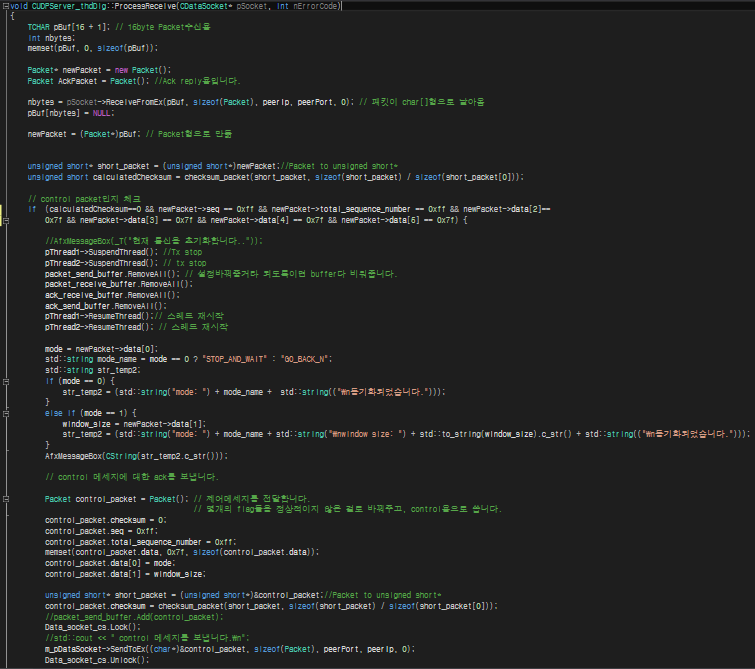 void CUDPServer_thdDlg::ProcessReceive(CDataSocket* pSocket, int nErrorCode)
{
TCHAR pBuf[16 + 1]; // 16byte Packet수신용
int nbytes;
memset(pBuf, 0, sizeof(pBuf));
Packet* newPacket = new Packet();
Packet AckPacket = Packet(); //Ack reply용입니다.
nbytes = pSocket->ReceiveFromEx(pBuf, sizeof(Packet), peerIp, peerPort, 0); // 패킷이 char[]형으로 날아옴
pBuf[nbytes] = NULL;
newPacket = (Packet*)pBuf; // Packet형으로 만듦
unsigned short* short_packet = (unsigned short*)newPacket;//Packet to unsigned short*
unsigned short calculatedChecksum = checksum_packet(short_packet, sizeof(short_packet) / sizeof(short_packet[0]));
// control packet인지 체크
if (calculatedChecksum==0 && newPacket->seq == 0xff && newPacket->total_sequence_number == 0xff && newPacket->data[2]==
0x7f && newPacket->data[3] == 0x7f && newPacket->data[4] == 0x7f && newPacket->data[6] == 0x7f) {
//AfxMessageBox(_T("현재 통신을 초기화합니다.."));
pThread1->SuspendThread(); //Tx stop
pThread2->SuspendThread(); // tx stop
packet_send_buffer.RemoveAll(); // 설정바꿔줄거라 되도록이면 buffer다 비워줍니다.
packet_receive_buffer.RemoveAll();
ack_receive_buffer.RemoveAll();
ack_send_buffer.RemoveAll();
pThread1->ResumeThread();// 스레드 재시작
pThread2->ResumeThread(); // 스레드 재시작
mode = newPacket->data[0];
std::string mode_name = mode == 0 ? "STOP_AND_WAIT" : "GO_BACK_N";
std::string str_temp2;
if (mode == 0) {
str_temp2 = (std::string("mode: ") + mode_name + std::string(("₩n동기화되었습니다.")));
}
else if (mode == 1) {
window_size = newPacket->data[1];
str_temp2 = (std::string("mode: ") + mode_name + std::string("₩nwindow size: ") + std::to_string(window_size).c_str() + std::string(("₩n동기화되었습니다.")));
}
AfxMessageBox(CString(str_temp2.c_str()));
// control 메세지에 대한 ack를 보냅니다.
Packet control_packet = Packet(); // 제어메세지를 전달합니다.
// 몇개의 flag들을 정상적이지 않은 걸로 바꿔주고, control용으로 씁니다.
control_packet.checksum = 0;
control_packet.seq = 0xff;
control_packet.total_sequence_number = 0xff;
memset(control_packet.data, 0x7f, sizeof(control_packet.data));
control_packet.data[0] = mode;
control_packet.data[1] = window_size;
unsigned short* short_packet = (unsigned short*)&control_packet;//Packet to unsigned short*
control_packet.checksum = checksum_packet(short_packet, sizeof(short_packet) / sizeof(short_packet[0]));
//packet_send_buffer.Add(control_packet);
Data_socket_cs.Lock();
//std::cout << " control 메세지를 보냅니다.₩n";
m_pDataSocket->SendToEx((char*)&control_packet, sizeof(Packet), peerPort, peerIp, 0);
Data_socket_cs.Unlock();